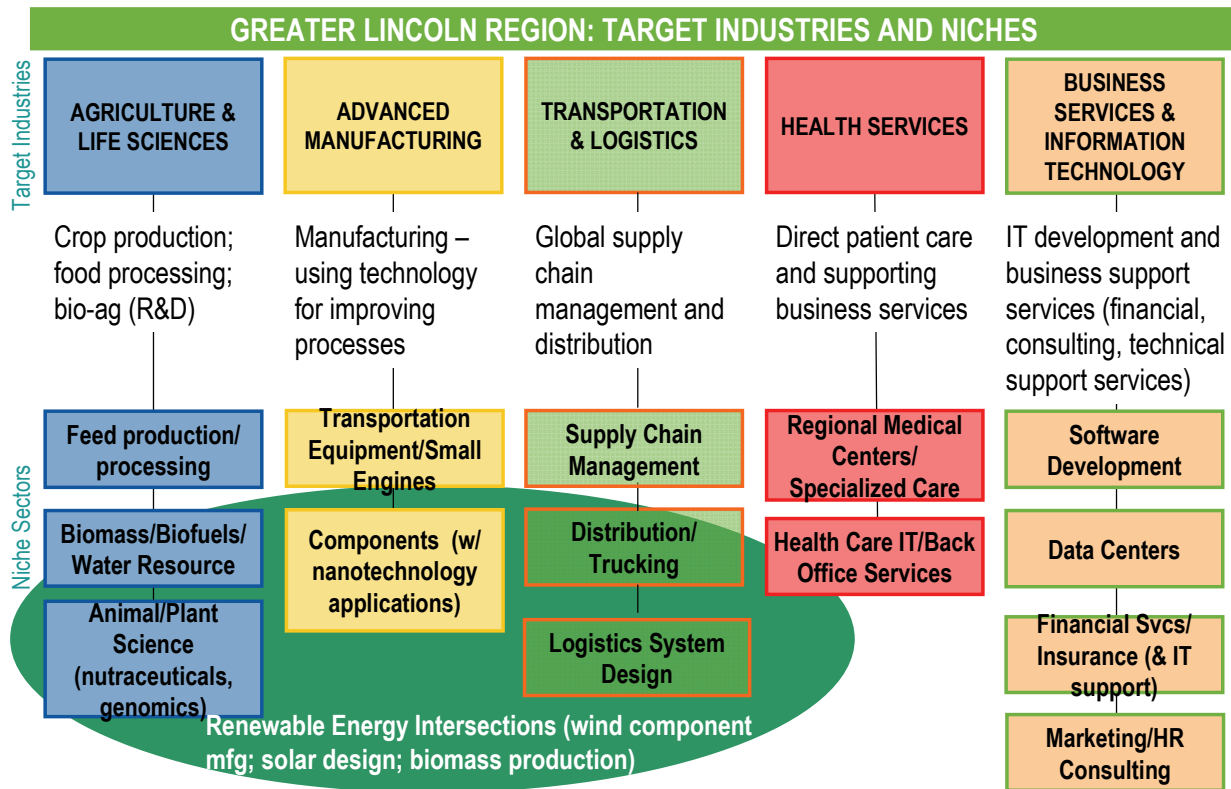 GREATER LINCOLN REGION: TARGET INDUSTRIES AND NICHES
Target Industries
AGRICULTURE &
LIFE SCIENCES
ADVANCED
MANUFACTURING
TRANSPORTATION
& LOGISTICS
HEALTH SERVICES
BUSINESS
SERVICES &
INFORMATION
TECHNOLOGY
Crop production;
food processing;
bio-ag (R&D)
Manufacturing –
using technology
for improving
processes
Global supply
chain
management and
distribution
Direct patient care
and supporting
business services
IT development and
business support
services (financial,
consulting, technical
support services)
Niche Sectors
Feed production/
processing
Biomass/Biofuels/
Water Resource
Animal/Plant
Science
(nutraceuticals,
genomics)
Transportation
Equipment/Small
Engines
Components (w/
nanotechnology
applications)
Supply Chain
Management
Distribution/
Trucking
Logistics System
Design
Regional Medical
Centers/
Specialized Care
Health Care IT/Back
Office Services
Software
Development
Data Centers
Financial Svcs/
Insurance (& IT
support)
Marketing/HR
Consulting
Renewable Energy Intersections (wind component
mfg; solar design; biomass production)